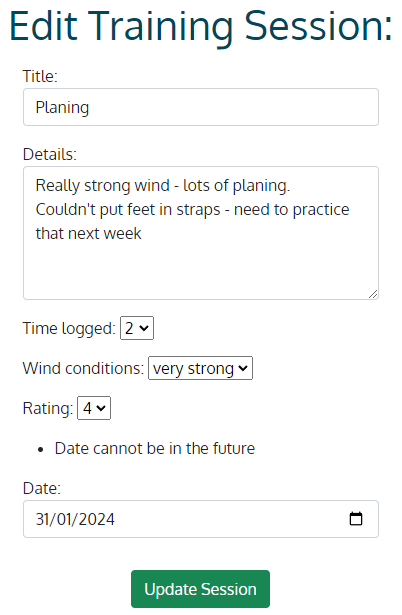 Edit Training Session:
Title:
Planing
Details:
Really strong wind - lots of planing.
Couldn't put feet in straps - need to practice
that next week
Time logged: 2
Wind conditions: very strong
Rating: 4
• Date cannot be in the future
Date:
31/01/2024
Update Session